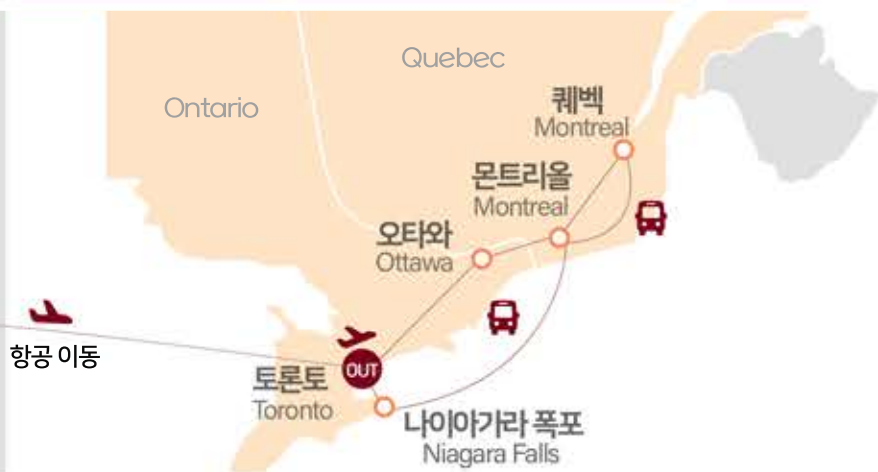 Quebec
Ontario
퀘벡
Montreal
몬트리올
Montreal
오타와
Ottawa
항공 이동
OUT
토론토
Toronto
나이아가라 폭포
Niagara Falls